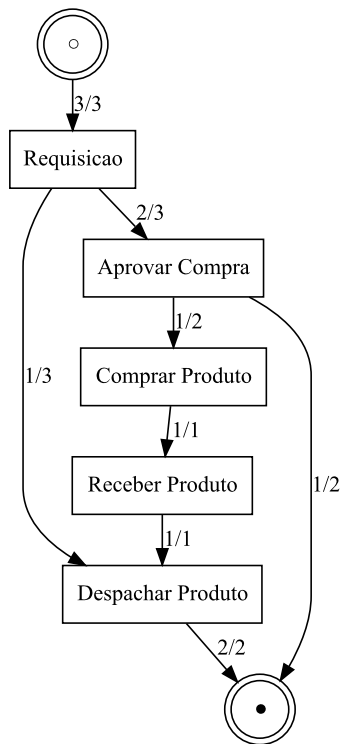 3/3
Requisicao
2/3
Aprovar Compra
1/2
Comprar Produto
1/3
1/1
1/2
Receber Produto
1/1
Despachar Produto
2/2